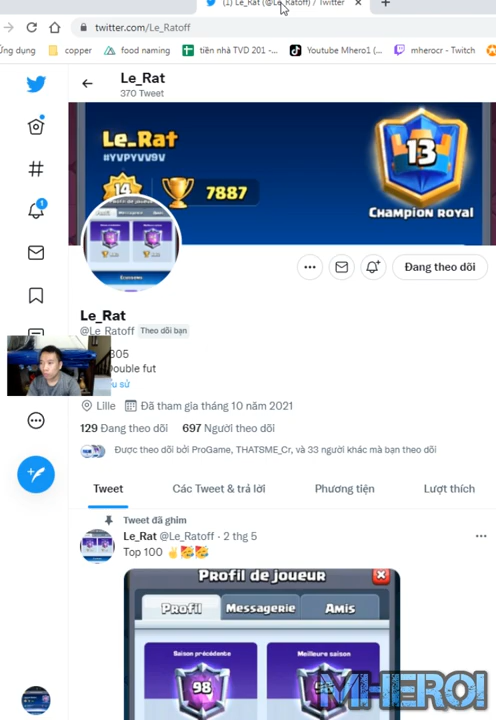 (1) Le_Rat (@Le_Ratoff) / Twitter
twitter.com/Le_Ratoff
ứng dụng
copper
food naming
tiền nhà TVD 201 -...
Youtube Mhero1 (...
mherocr - Twitch
Le_Rat
370 Tweet
Le_Rat
#YVPYVV9V
14
7887
13
Champion Royal
Đang theo dõi
Le_Rat
@Le_Ratoff
Theo dõi bạn
805
ouble fut
sử
Lille
Đã tham gia tháng 10 năm 2021
129 Đang theo dõi
697 Người theo dõi
Được theo dõi bởi ProGame, THATSME_Cr, và 33 người khác mà bạn theo dõi
Tweet
Các Tweet & trả lời
Phương tiện
Lượt thích
Tweet đã ghim
Le_Rat @Le_Ratoff · 2 thg 5
Top 100 ✌️🥰🥰
Profil de joueur
Profil
Messagerie
Amis
Saison précédente
Meilleure saison
98
MHERO1